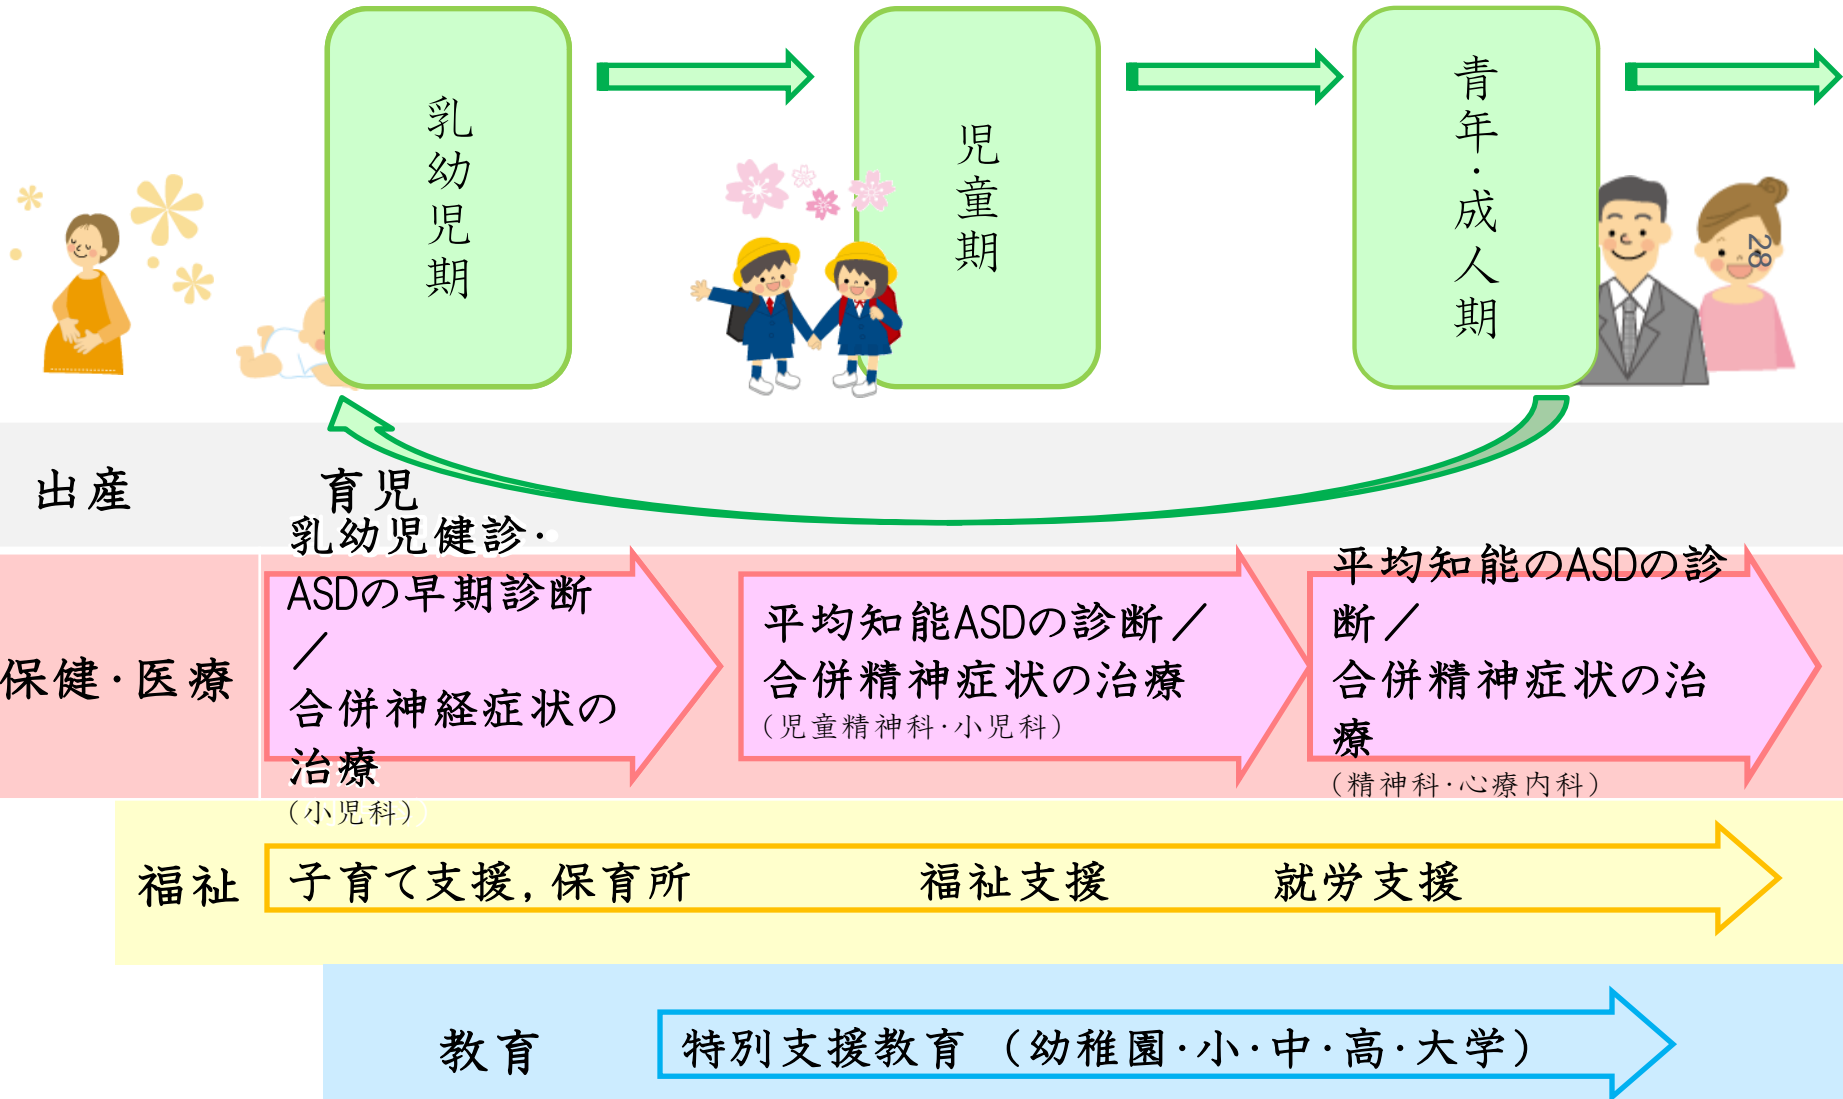 乳幼児期
児童期
青年・成人期
28
出産
育児
保健・医療
乳幼児健診・
ASDの早期診断
／
合併神経症状の
治療
（小児科）
平均知能ASDの診断／
合併精神症状の治療
（児童精神科・小児科）
平均知能のASDの診
断／
合併精神症状の治
療
（精神科・心療内科）
福祉
子育て支援，保育所
福祉支援
就労支援
教育
特別支援教育（幼稚園・小・中・高・大学）